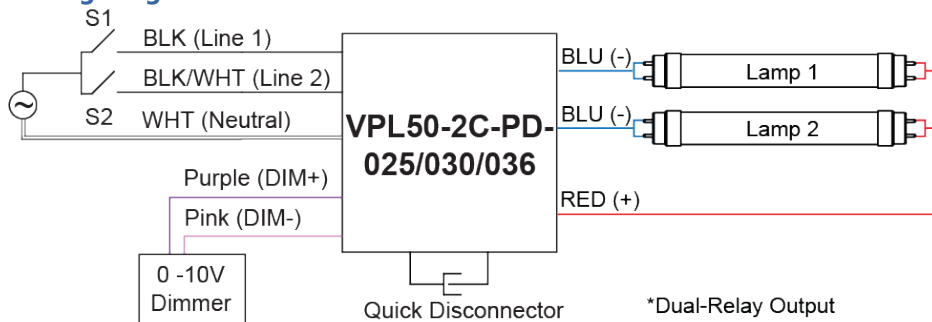 S1
BLK (Line 1)
BLK/WHT (Line 2)
S2
WHT (Neutral)
Purple (DIM+)
Pink (DIM-)
0 -10V
Dimmer
VPL50-2C-PD-
025/030/036
Quick Disconnector
BLU (-)
Lamp 1
BLU (-)
Lamp 2
RED (+)
*Dual-Relay Output